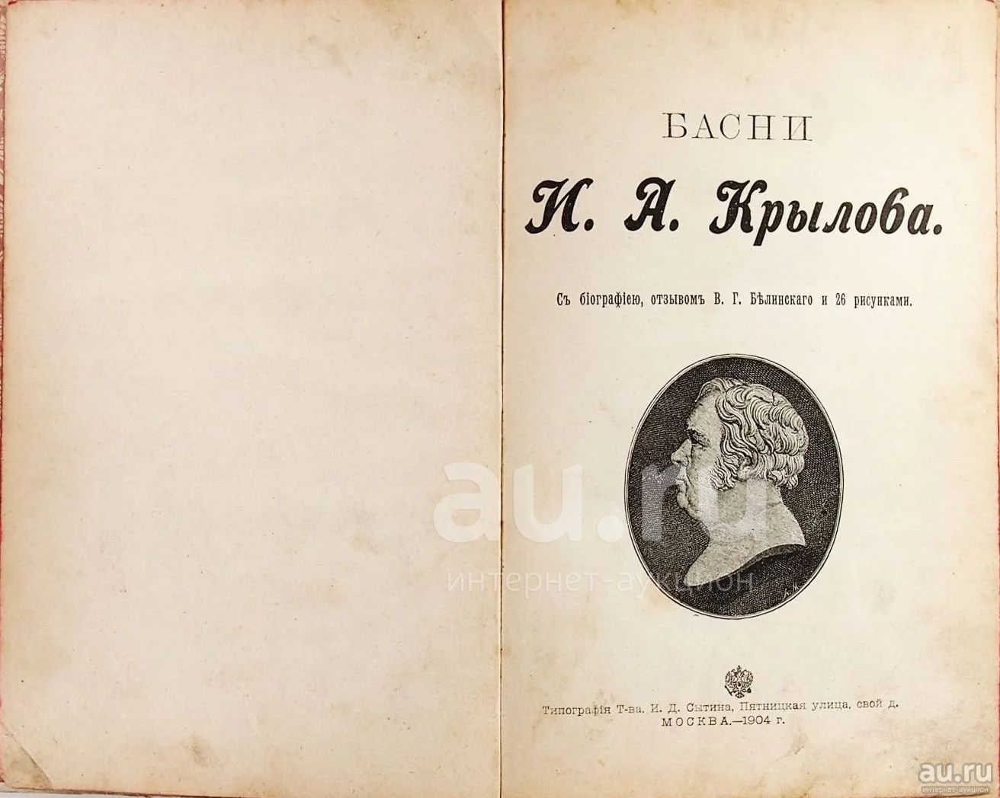 БАСНИ
И. А. Крылова.
Съ біографіею, отзывомъ В. Г. Бѣлинскаго и 26 рисунками.
au.ru
интернет-аукцион
Типографія Т-ва. И. Д. Сытина, Пятницкая улица, свой д.
МОСКВА.—1904 г.
au.ru
интернет-аукцион